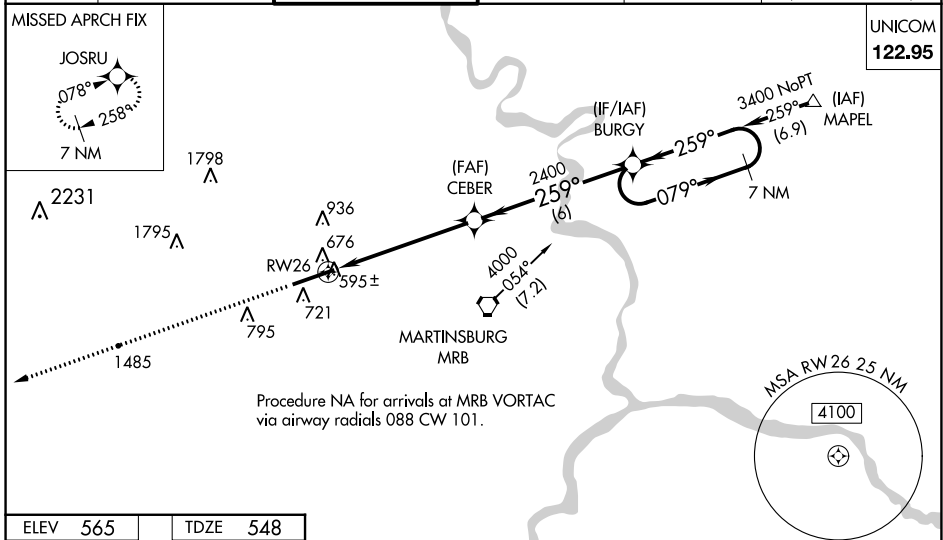 MISSED APRCH FIX
JOSRU
078°
258°
7 NM
UNICOM
122.95
3400 NoPT
259°
(6.9)
(IAF)
MAPEL
(IF/IAF)
BURGY
259°
079°
7 NM
(FAF)
CEBER
2400
259°
(6)
1798
2231
1795
936
676
RW26
595±
721
795
1485
4000
054°
(7.2)
MARTINSBURG
MRB
Procedure NA for arrivals at MRB VORTAC
via airway radials 088 CW 101.
MSA RW26 25 NM
4100
ELEV 565
TDZE 548